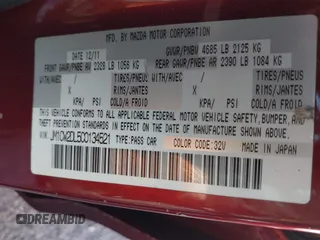 MFD. BY MAZDA MOTOR CORPORATION
DATE 12/11 GVWR/PNBV 4685 LB 2125 KG
FRONT GAWR/PNBE AV 2328 LB 1056 KG REAR GAWR/PNBE AR 2390 LB 1084 KG
TIRES/PNEUS WITH/AVEC TIRES/PNEUS WITH/AVEC
RIMS/JANTES RIMS/JANTES
KPA/ PSI COLD/A FROID KPA/ PSI COLD/A FROID
THIS VEHICLE CONFORMS TO ALL APPLICABLE FEDERAL MOTOR VEHICLE SAFETY, BUMPER, AND
THEFT PREVENTION STANDARDS IN EFFECT ON THE DATE OF MANUFACTURE SHOWN ABOVE.
TYPE: PASS CAR COLOR CODE: 32V MADE IN JAPAN
DREAMBID